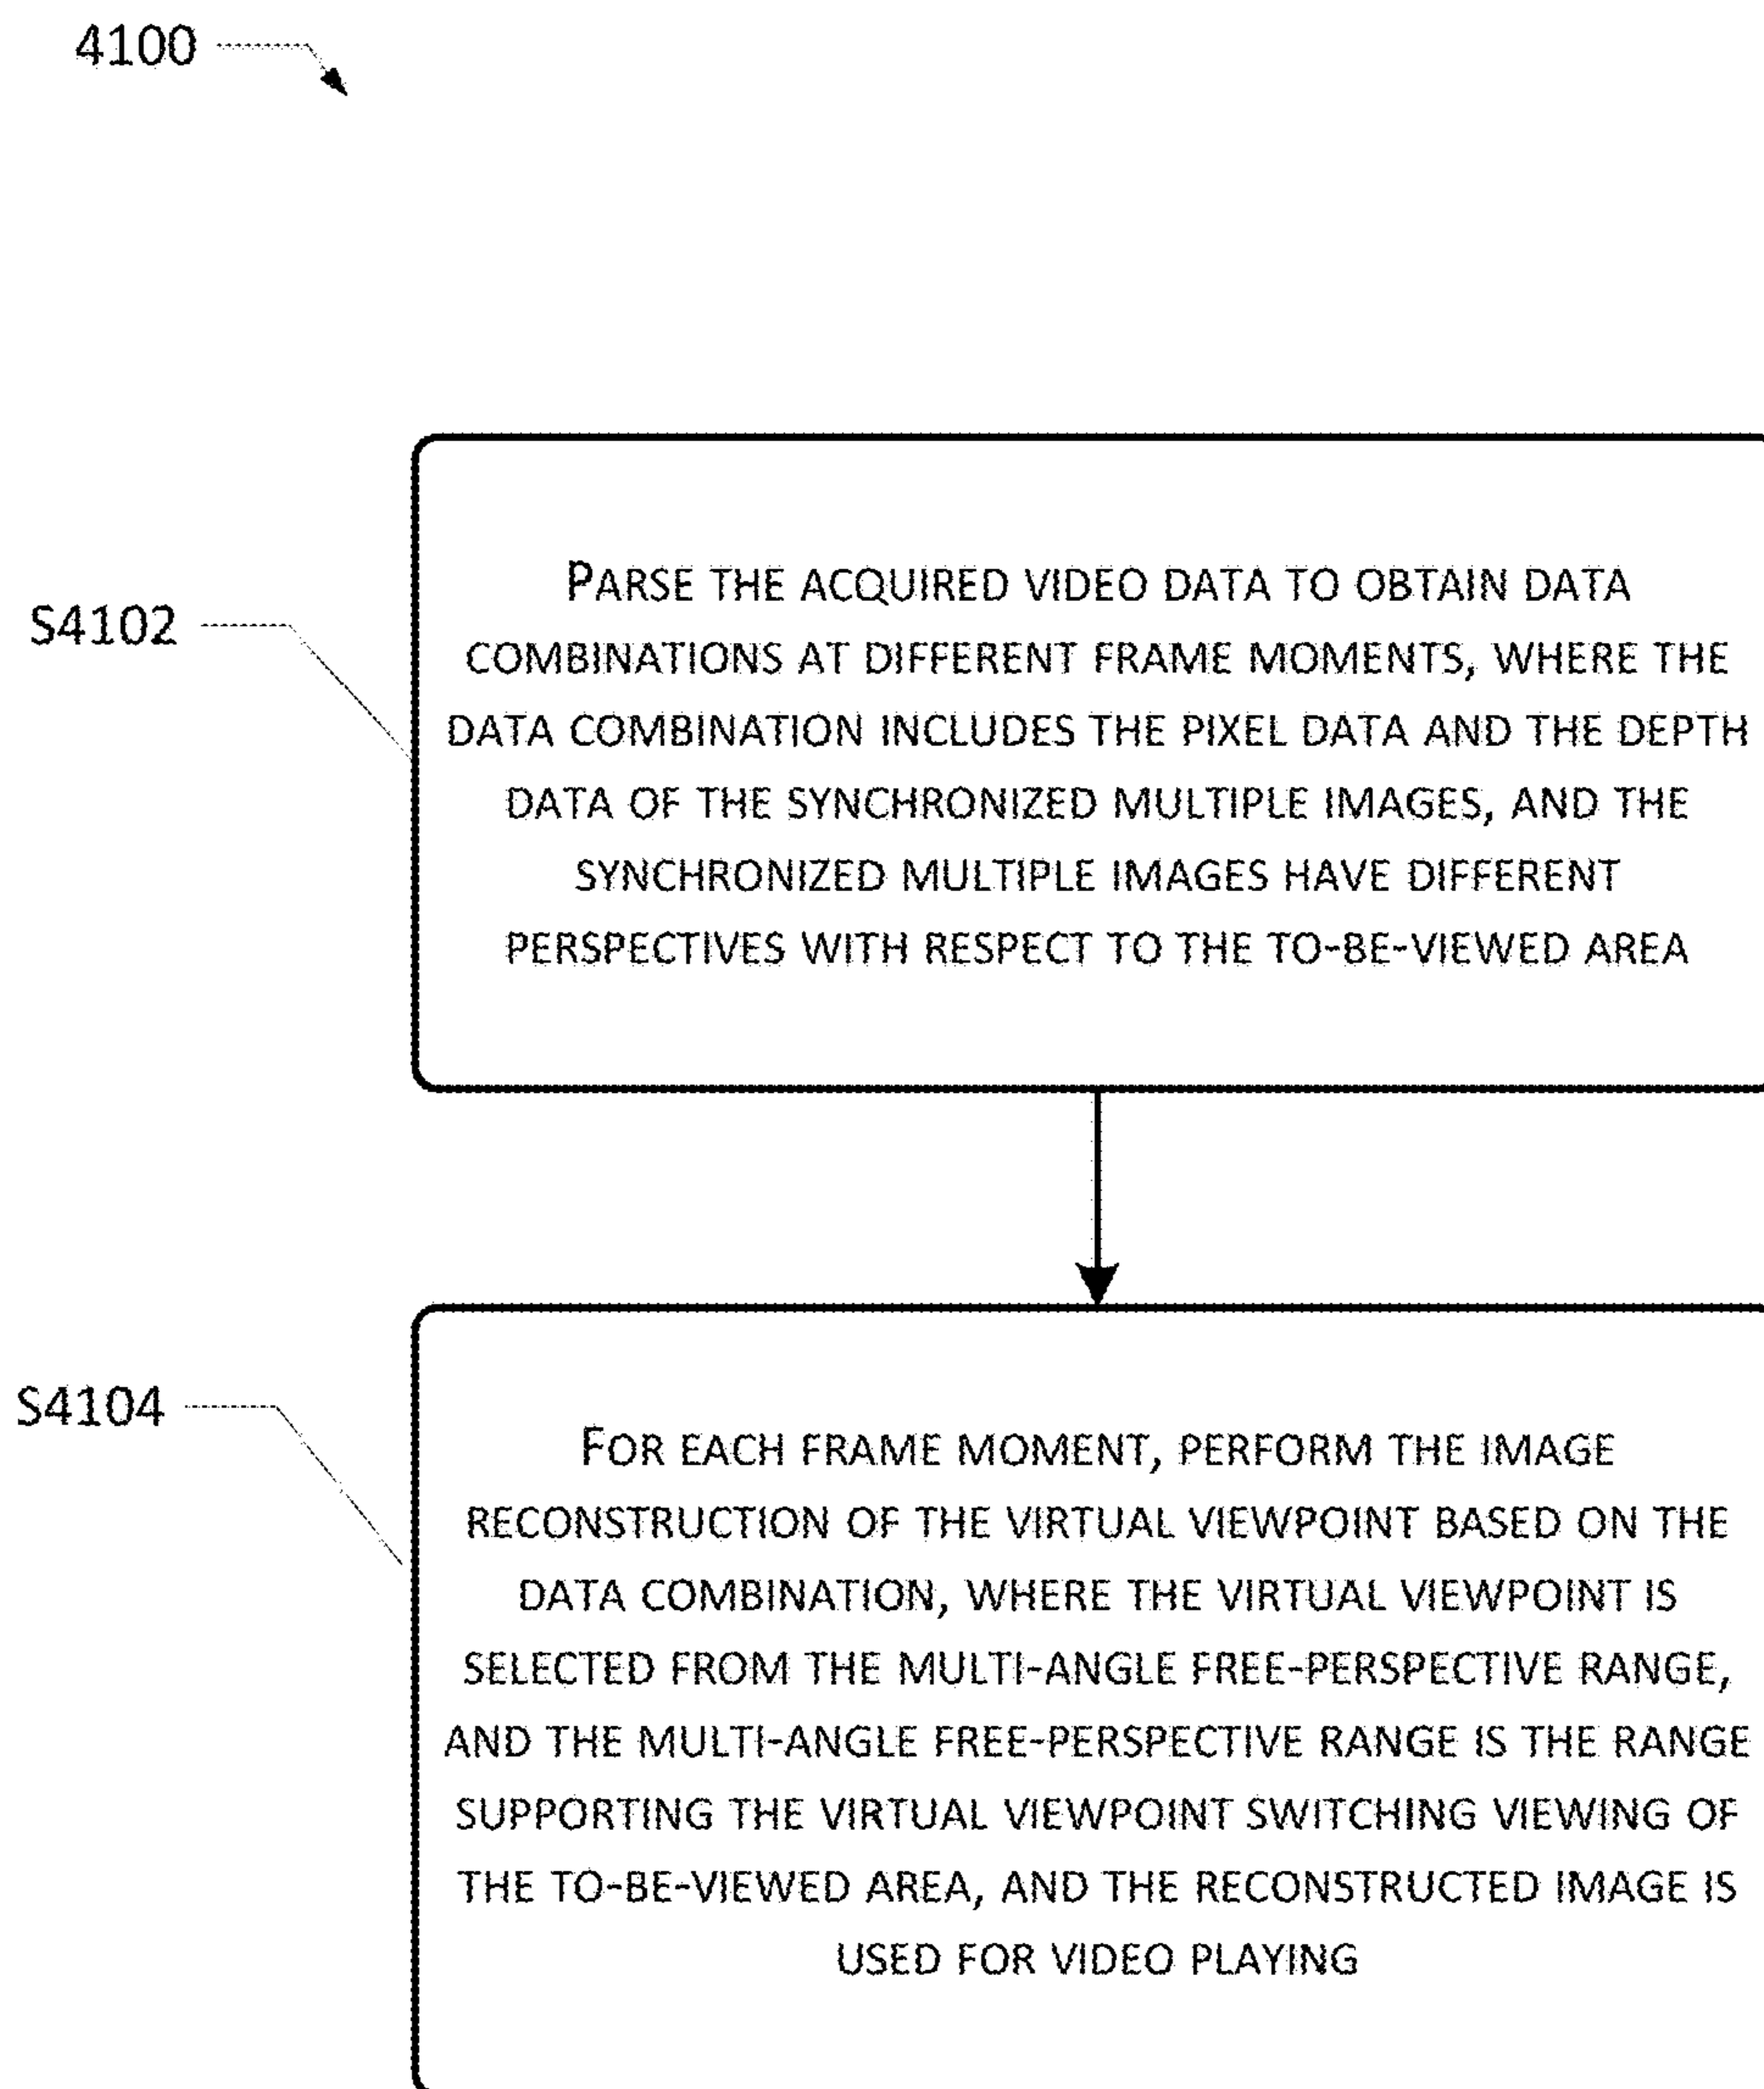 4100
S4102
PARSE THE ACQUIRED VIDEO DATA TO OBTAIN DATA
COMBINATIONS AT DIFFERENT FRAME MOMENTS, WHERE THE
DATA COMBINATION INCLUDES THE PIXEL DATA AND THE DEPTH
DATA OF THE SYNCHRONIZED MULTIPLE IMAGES, AND THE
SYNCHRONIZED MULTIPLE IMAGES HAVE DIFFERENT
PERSPECTIVES WITH RESPECT TO THE TO-BE-VIEWED AREA
S4104
FOR EACH FRAME MOMENT, PERFORM THE IMAGE
RECONSTRUCTION OF THE VIRTUAL VIEWPOINT BASED ON THE
DATA COMBINATION, WHERE THE VIRTUAL VIEWPOINT IS
SELECTED FROM THE MULTI-ANGLE FREE-PERSPECTIVE RANGE,
AND THE MULTI-ANGLE FREE-PERSPECTIVE RANGE IS THE RANGE
SUPPORTING THE VIRTUAL VIEWPOINT SWITCHING VIEWING OF
THE TO-BE-VIEWED AREA, AND THE RECONSTRUCTED IMAGE IS
USED FOR VIDEO PLAYING